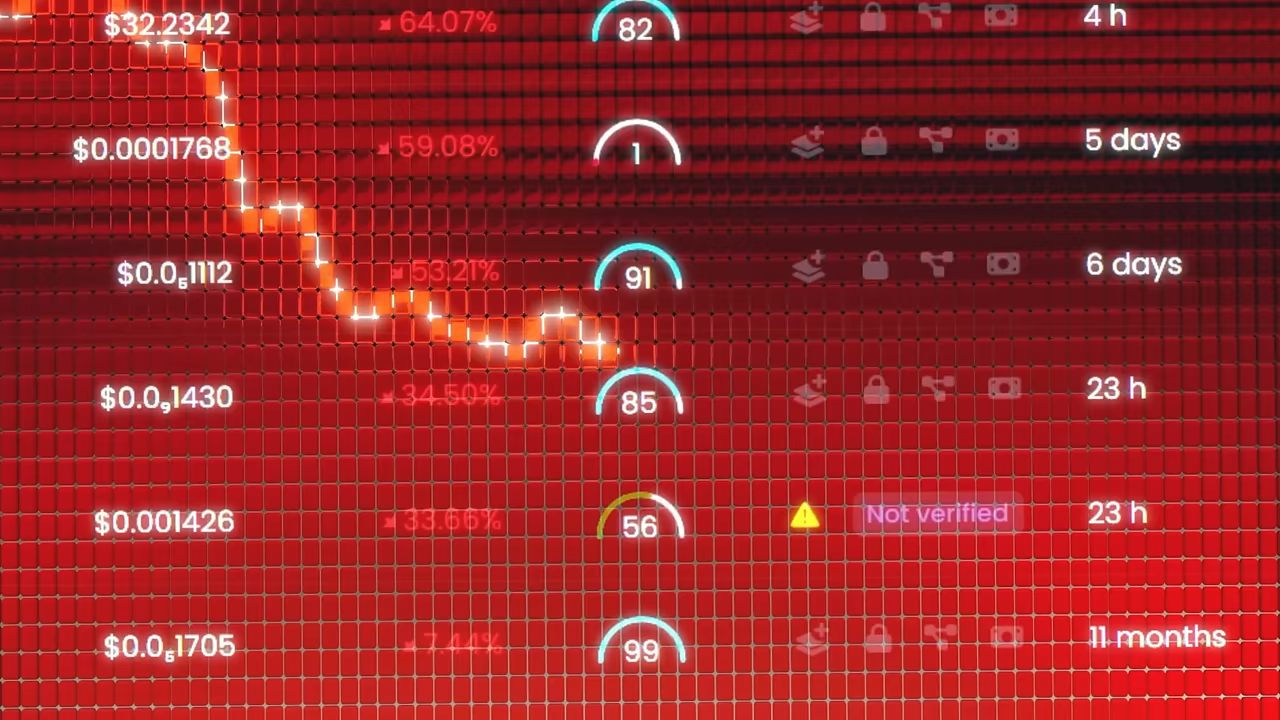 $32.2342 64.07% 82 4 h
$0.0001768 59.08% 1 5 days
$0.0₅1112 53.21% 91 6 days
$0.0₉1430 34.50% 85 23 h
$0.001426 33.66% 56 Not verified 23 h
$0.0₅1705 7.44% 99 11 months